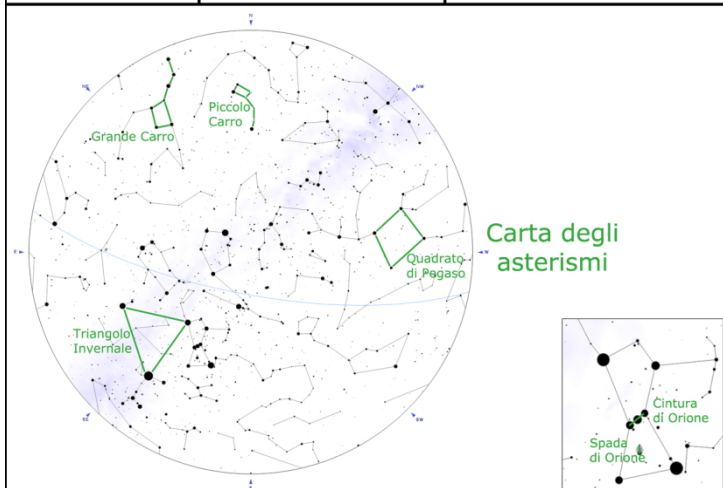 Grande Carro
Piccolo
Carro
Carta degli
asterismi
Quadrato
di Pegaso
Triangolo
Invernale
Cintura
di Orione
Spada
di Orione